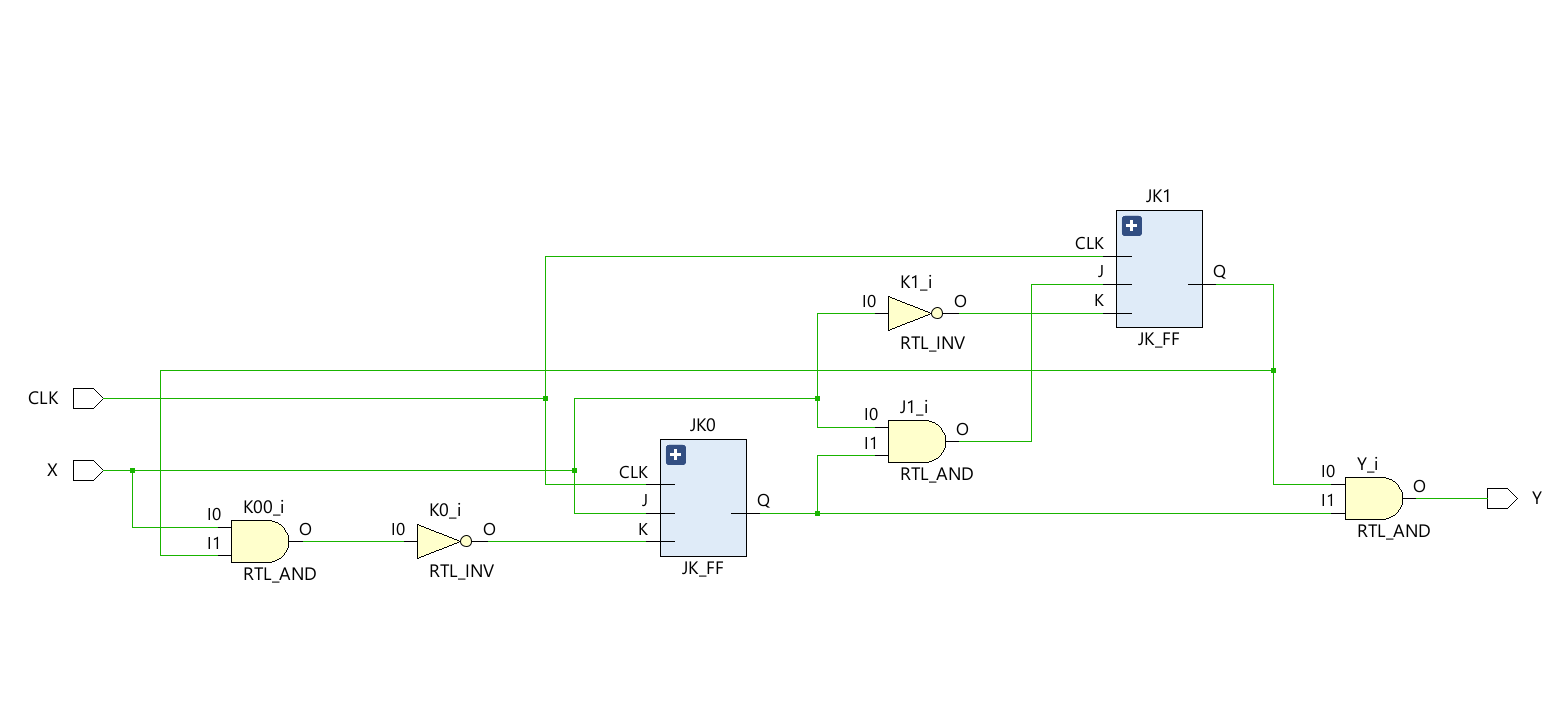 JK1
CLK
J
K
Q
JK_FF
K1_i
I0
O
RTL_INV
CLK
X
JK0
CLK
J
K
Q
JK_FF
J1_i
I0
I1
O
RTL_AND
K00_i
I0
I1
O
RTL_AND
K0_i
I0
O
RTL_INV
Y_i
I0
I1
O
RTL_AND
Y